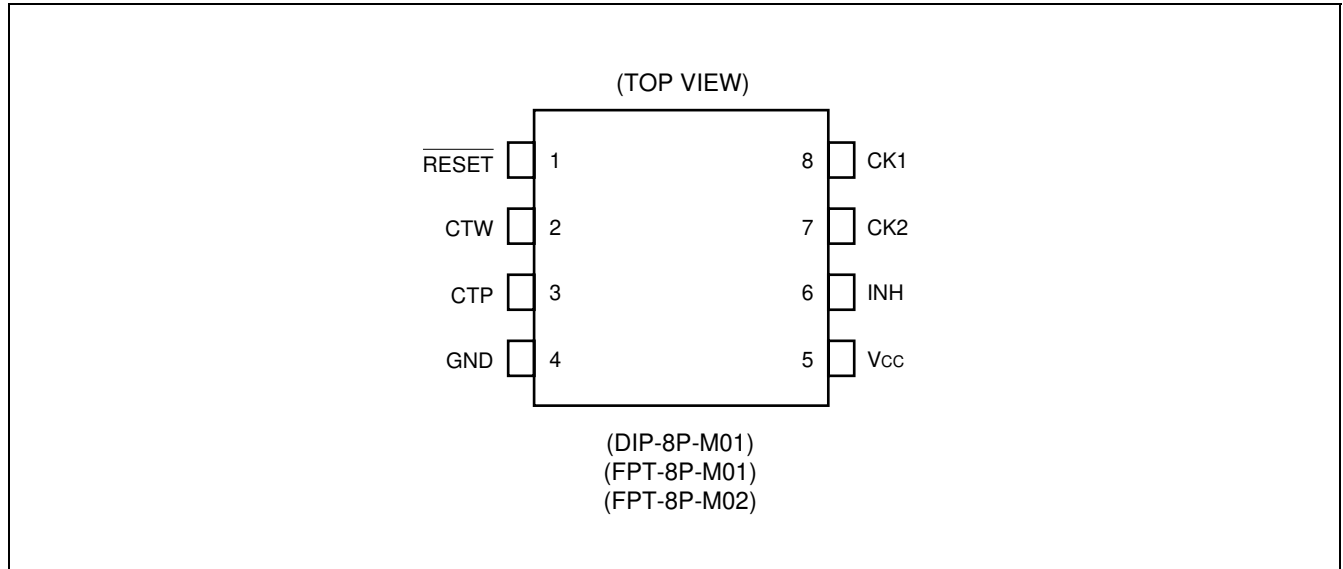 (TOP VIEW)
RESET 1 8 CK1
CTW 2 7 CK2
CTP 3 6 INH
GND 4 5 VCC
(DIP-8P-M01)
(FPT-8P-M01)
(FPT-8P-M02)